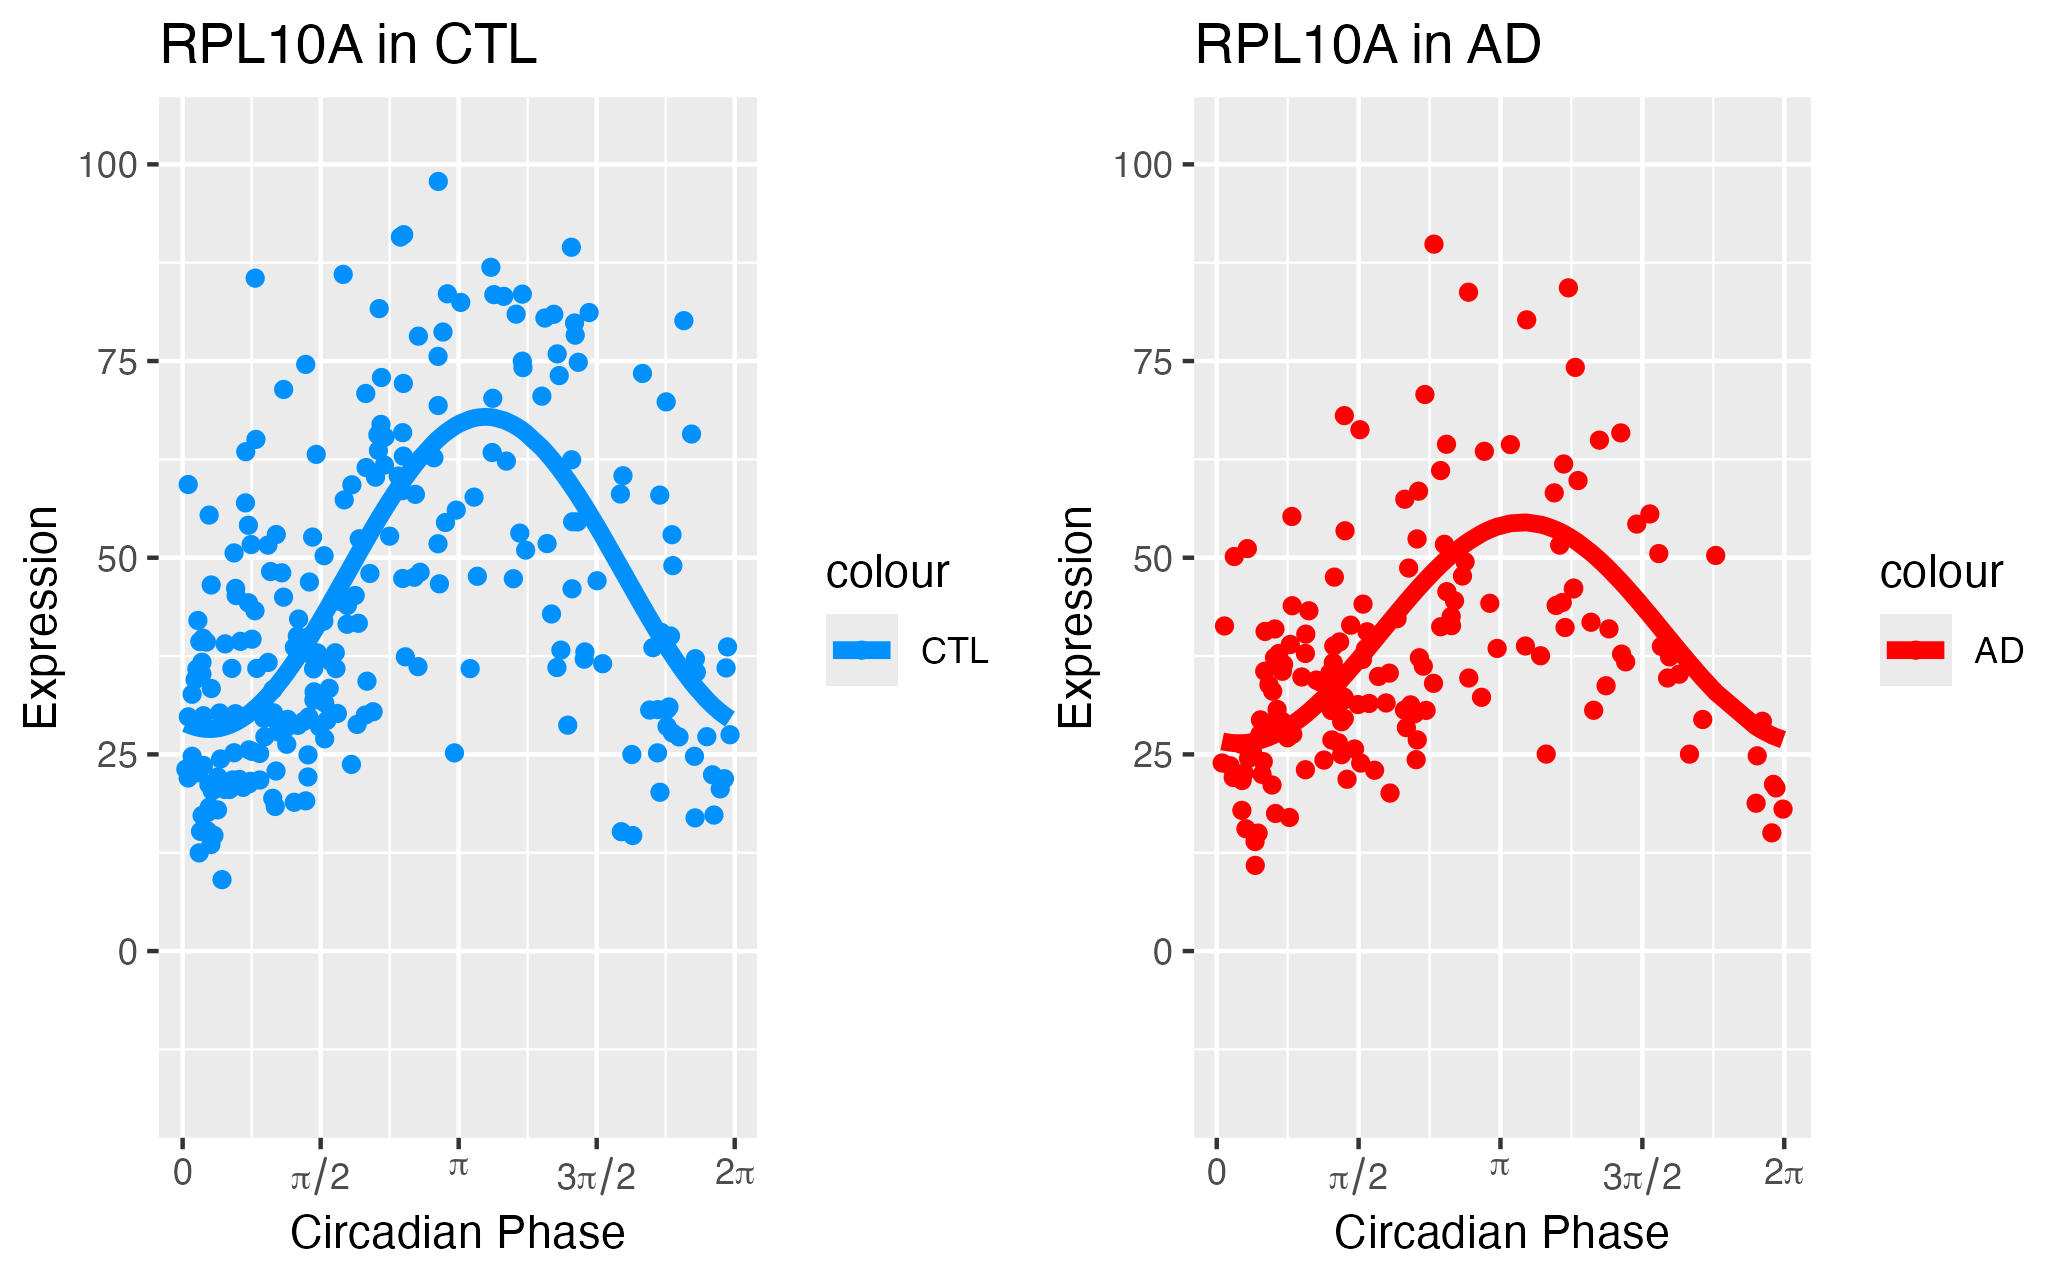 RPL10A in CTL
100
75
50
25
0
Expression
0 π/2 π 3π/2 2π
Circadian Phase
colour
CTL
RPL10A in AD
100
75
50
25
0
Expression
0 π/2 π 3π/2 2π
Circadian Phase
colour
AD